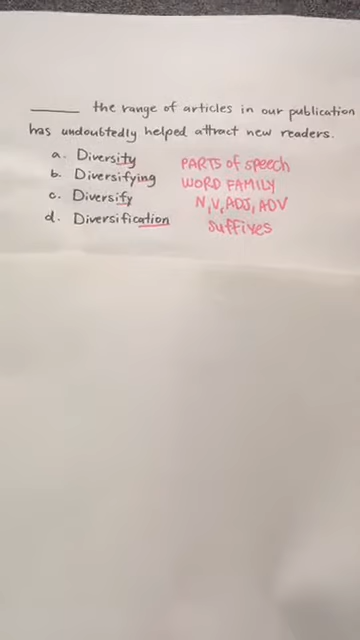 ______ the range of articles in our publication
has undoubtedly helped attract new readers.
a. Diversity
b. Diversifying
c. Diversify
d. Diversification
PARTS of speech
WORD FAMILY
N, V, ADJ, ADV
suffixes